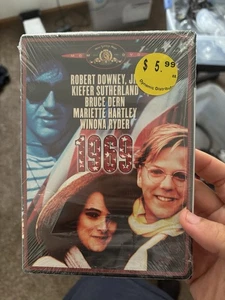 $ 5.99
ROBERT DOWNEY, JR.
KIEFER SUTHERLAND
BRUCE DERN
MARIETTE HARTLEY
WINONA RYDER
1969